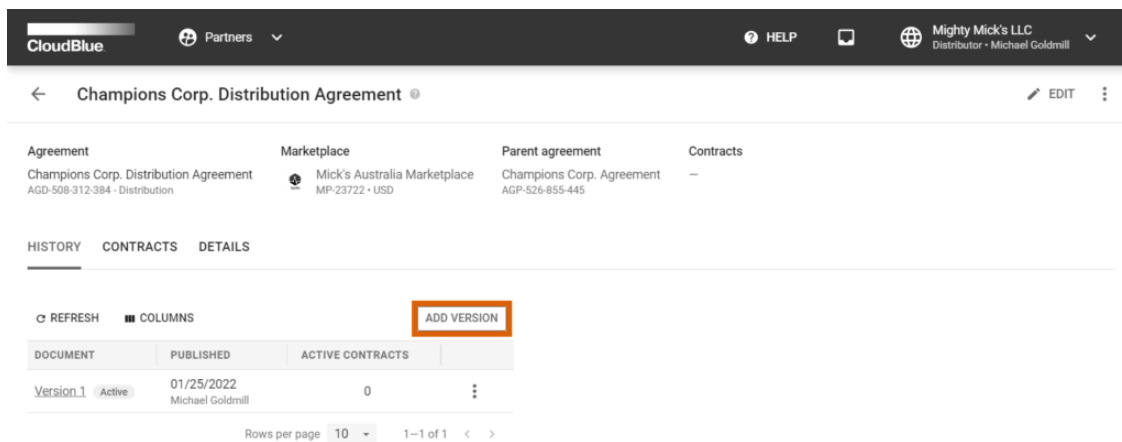 CloudBlue
Partners
HELP
Mighty Mick's LLC
Distributor • Michael Goldmill
Champions Corp. Distribution Agreement
EDIT
Agreement
Champions Corp. Distribution Agreement
AGD-508-312-384 - Distribution
Marketplace
Mick's Australia Marketplace
MP-23722 • USD
Parent agreement
Champions Corp. Agreement
AGP-526-855-445
Contracts
—
HISTORY CONTRACTS DETAILS
REFRESH COLUMNS ADD VERSION
DOCUMENT PUBLISHED ACTIVE CONTRACTS
Version 1 Active 01/25/2022 0
Michael Goldmill
Rows per page 10 1–1 of 1